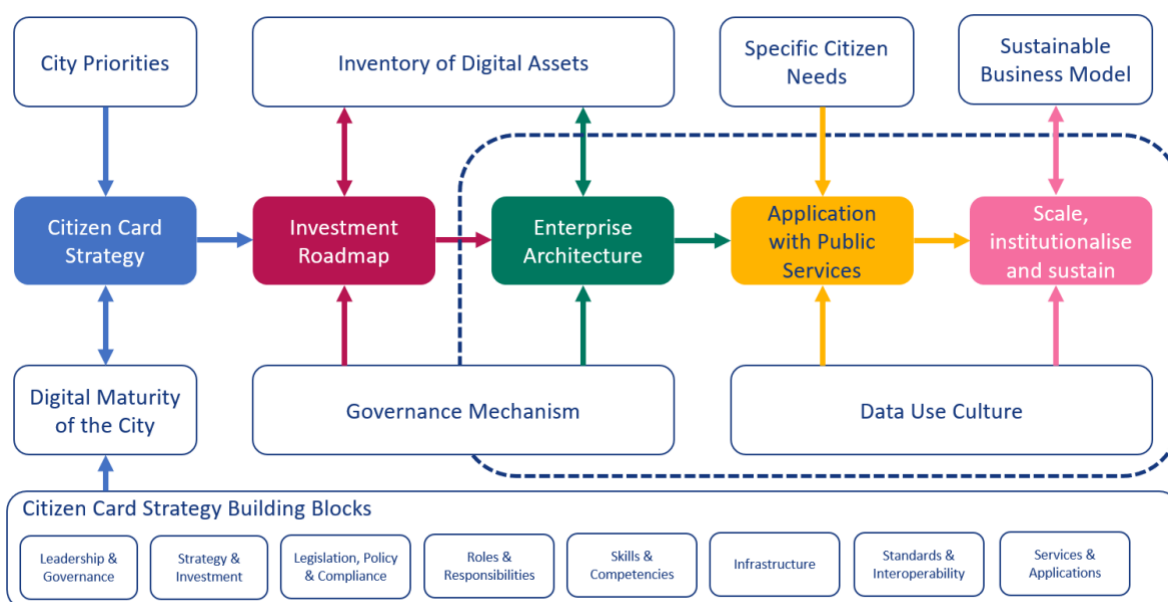 City Priorities
Inventory of Digital Assets
Specific Citizen
Needs
Sustainable
Business Model
Citizen Card
Strategy
Investment
Roadmap
Enterprise
Architecture
Application
with Public
Services
Scale,
institutionalise
and sustain
Digital Maturity
of the City
Governance Mechanism
Data Use Culture
Citizen Card Strategy Building Blocks
Leadership &
Governance
Strategy &
Investment
Legislation, Policy
& Compliance
Roles &
Responsibilities
Skills &
Competencies
Infrastructure
Standards &
Interoperability
Services &
Applications